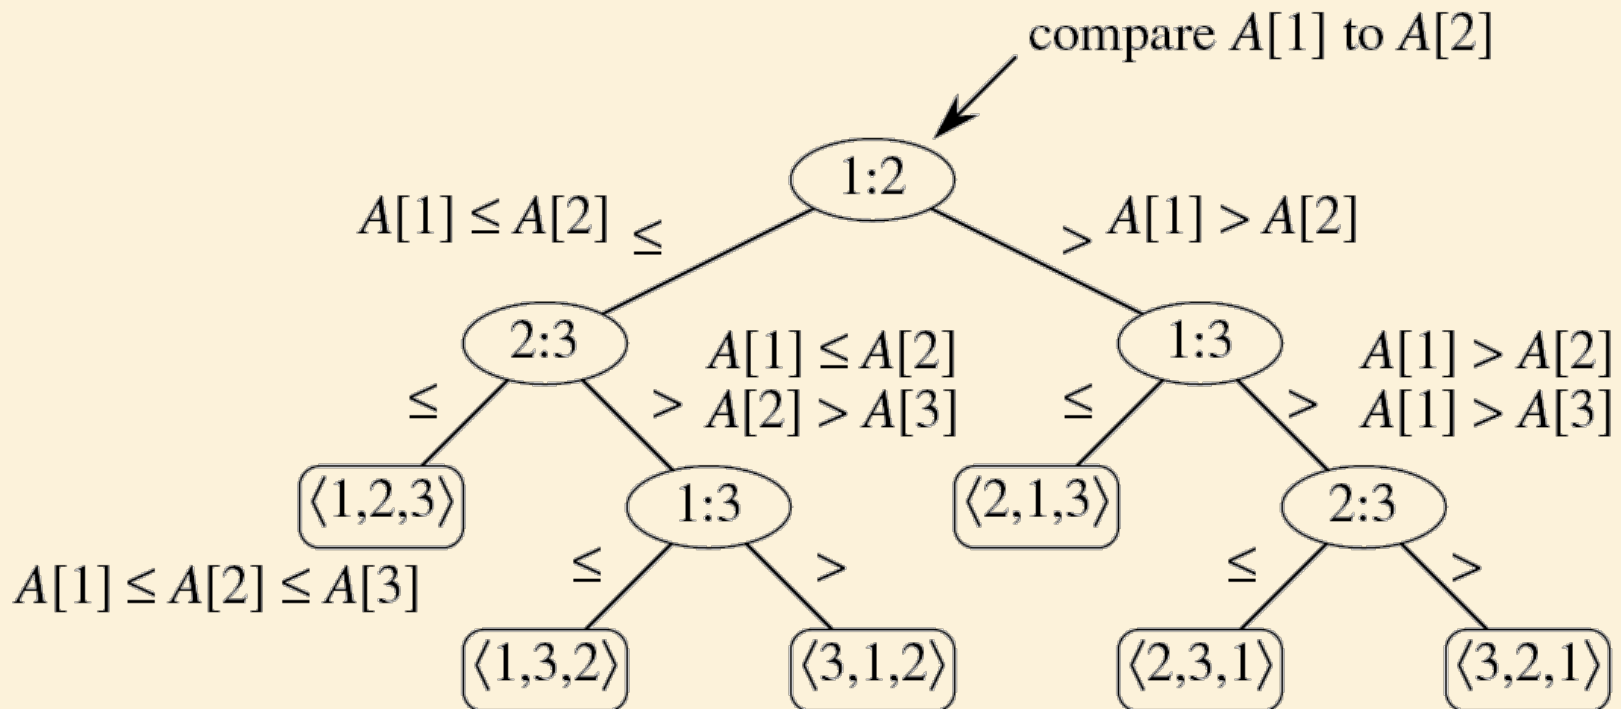 compare A[1] to A[2]
1:2
A[1] ≤ A[2] ≤
> A[1] > A[2]
2:3
A[1] ≤ A[2]
1:3
A[1] > A[2]
≤
> A[2] > A[3]
≤
> A[1] > A[3]
⟨1,2,3⟩
1:3
⟨2,1,3⟩
2:3
A[1] ≤ A[2] ≤ A[3]
≤
>
≤
>
⟨1,3,2⟩
⟨3,1,2⟩
⟨2,3,1⟩
⟨3,2,1⟩